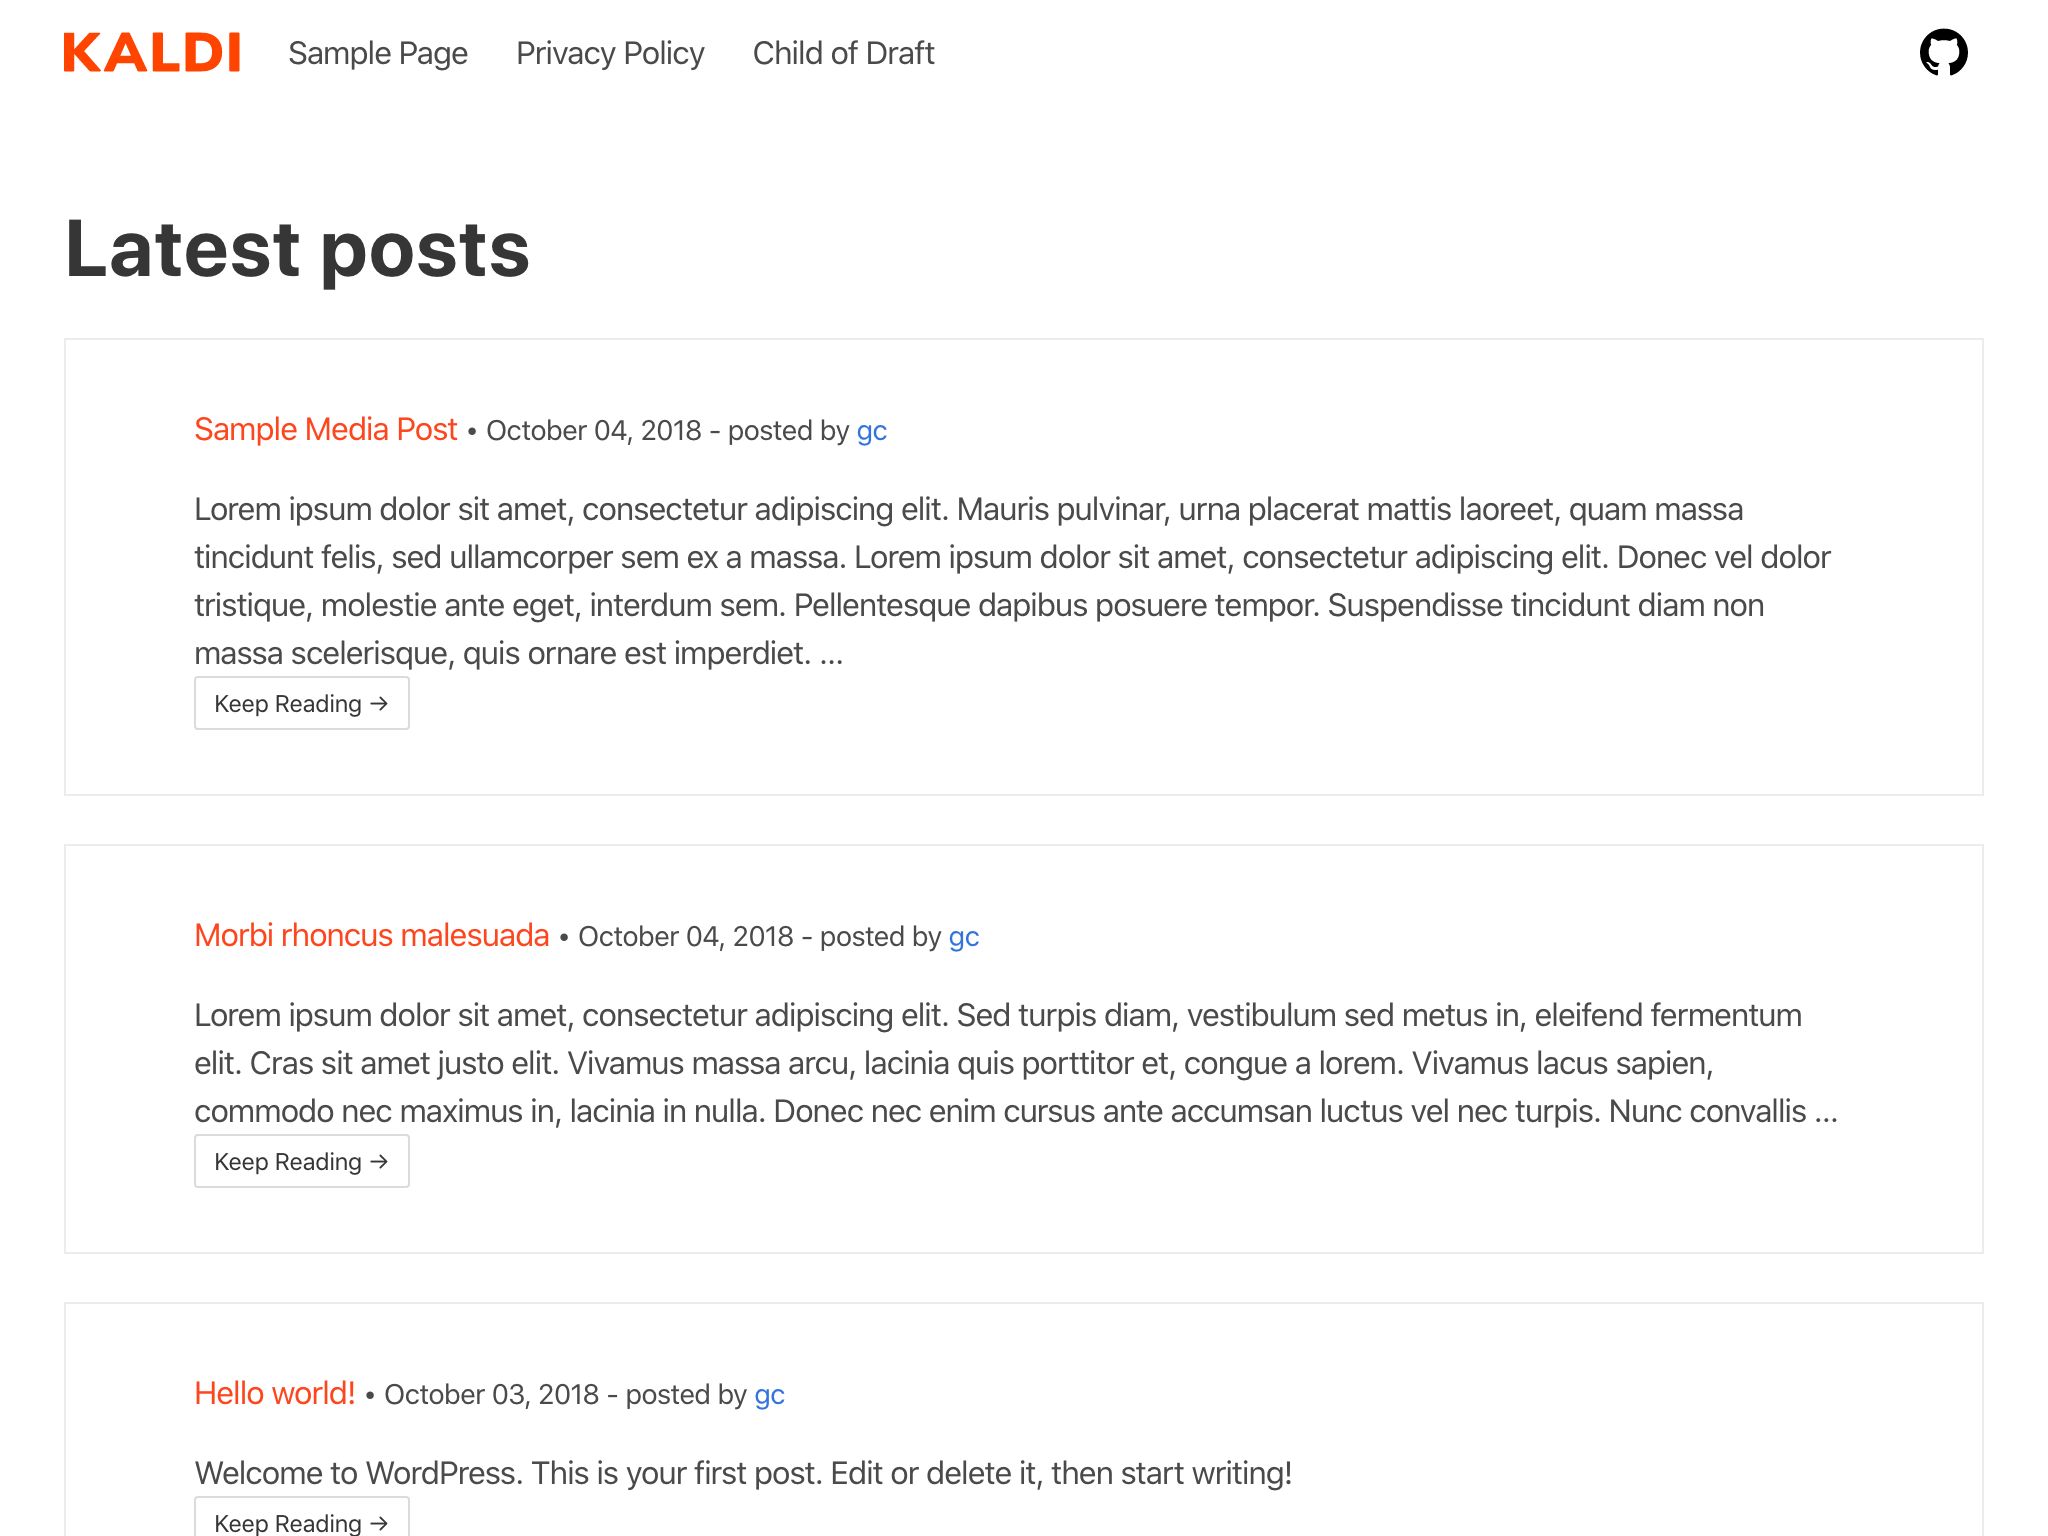 KALDI Sample Page Privacy Policy Child of Draft
Latest posts
Sample Media Post • October 04, 2018 - posted by gc
Lorem ipsum dolor sit amet, consectetur adipiscing elit. Mauris pulvinar, urna placerat mattis laoreet, quam massa
tincidunt felis, sed ullamcorper sem ex a massa. Lorem ipsum dolor sit amet, consectetur adipiscing elit. Donec vel dolor
tristique, molestie ante eget, interdum sem. Pellentesque dapibus posuere tempor. Suspendisse tincidunt diam non
massa scelerisque, quis ornare est imperdiet. …
Keep Reading →
Morbi rhoncus malesuada • October 04, 2018 - posted by gc
Lorem ipsum dolor sit amet, consectetur adipiscing elit. Sed turpis diam, vestibulum sed metus in, eleifend fermentum
elit. Cras sit amet justo elit. Vivamus massa arcu, lacinia quis porttitor et, congue a lorem. Vivamus lacus sapien,
commodo nec maximus in, lacinia in nulla. Donec nec enim cursus ante accumsan luctus vel nec turpis. Nunc convallis …
Keep Reading →
Hello world! • October 03, 2018 - posted by gc
Welcome to WordPress. This is your first post. Edit or delete it, then start writing!
Keep Reading →